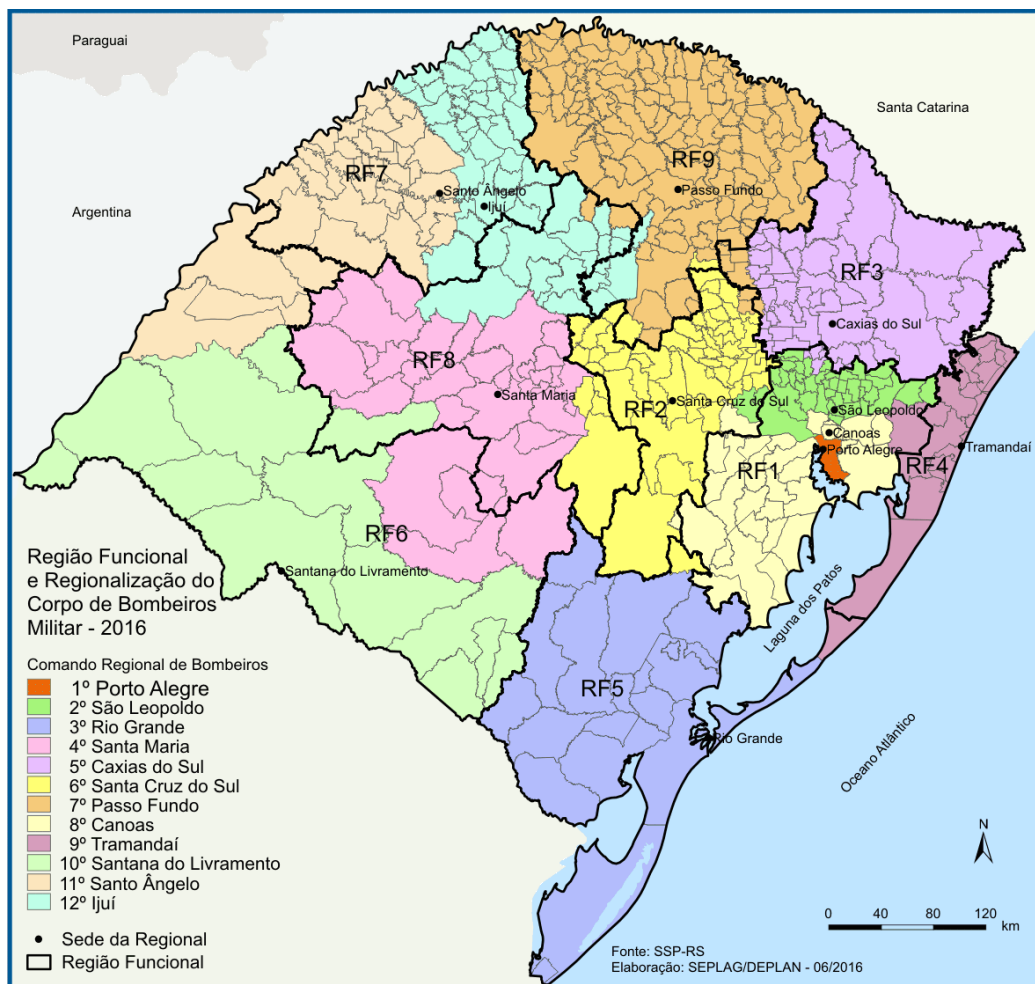 Paraguai
Santa Catarina
Argentina
RF7
RF9
Santo Ângelo
Ijuí
Passo Fundo
RF3
Caxias do Sul
RF8
Santa Maria
RF2
Santa Cruz do Sul
São Leopoldo
Canoas
Porto Alegre
Tramandaí
RF1
RF4
RF6
Santana do Livramento
Laguna dos Patos
RF5
Rio Grande
Oceano Atlântico
Região Funcional
e Regionalização do
Corpo de Bombeiros
Militar - 2016
Comando Regional de Bombeiros
1º Porto Alegre
2º São Leopoldo
3º Rio Grande
4º Santa Maria
5º Caxias do Sul
6º Santa Cruz do Sul
7º Passo Fundo
8º Canoas
9º Tramandaí
10º Santana do Livramento
11º Santo Ângelo
12º Ijuí
Sede da Regional
Região Funcional
N
0 40 80 120
km
Fonte: SSP-RS
Elaboração: SEPLAG/DEPLAN - 06/2016